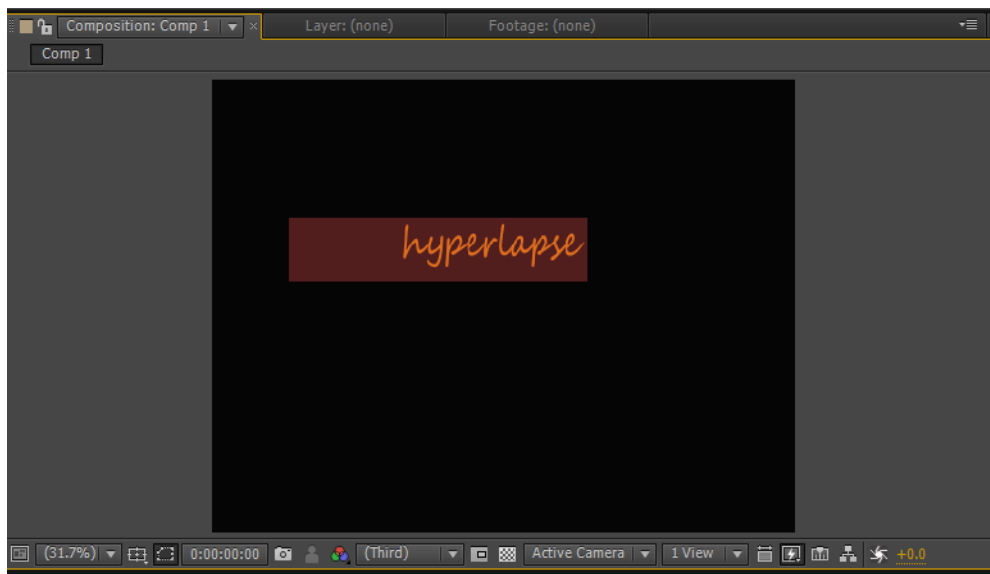 Composition: Comp 1 Layer: (none) Footage: (none)
Comp 1
hyperlapse
(31.7%) 0:00:00:00 (Third) Active Camera 1 View +0.0